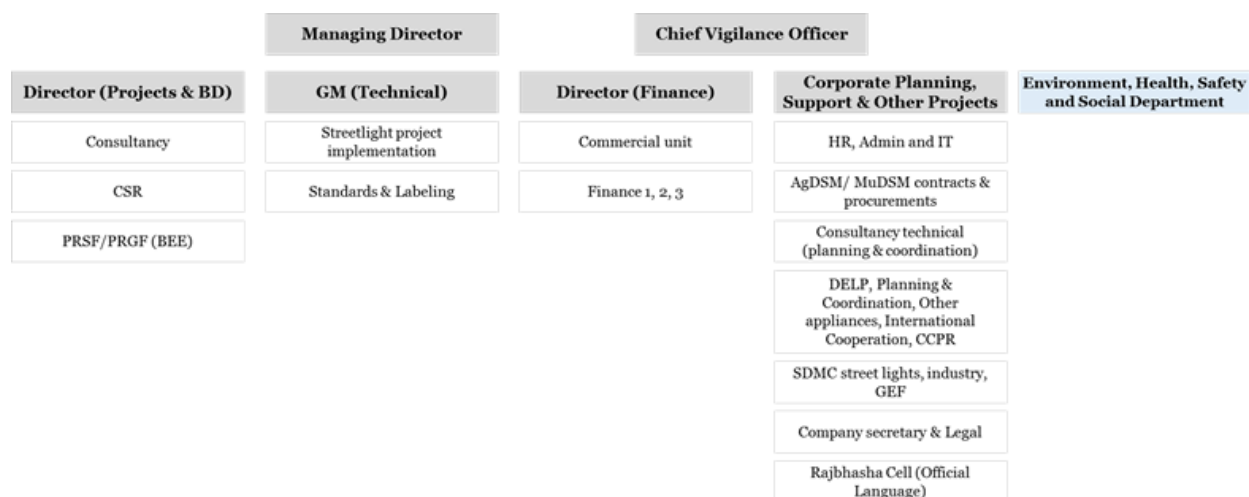 Managing Director
Chief Vigilance Officer
Director (Projects & BD)
Consultancy
CSR
PRSF/PRGF (BEE)
GM (Technical)
Streetlight project
implementation
Standards & Labeling
Director (Finance)
Commercial unit
Finance 1, 2, 3
Corporate Planning,
Support & Other Projects
HR, Admin and IT
AgDSM/ MuDSM contracts &
procurements
Consultancy technical
(planning & coordination)
DELP, Planning &
Coordination, Other
appliances, International
Cooperation, CCPR
SDMC street lights, industry,
GEF
Company secretary & Legal
Rajbhasha Cell (Official
Language)
Environment, Health, Safety
and Social Department